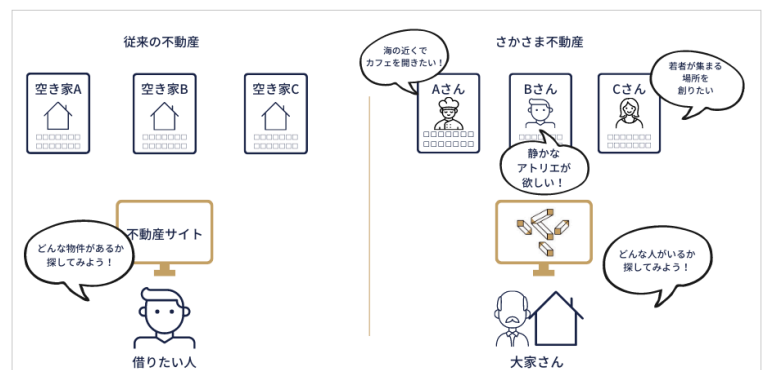 従来の不動産
空き家A
空き家B
空き家C
不動産サイト
どんな物件があるか
探してみよう！
借りたい人
さかさま不動産
海の近くで
カフェを開きたい！
Aさん
Bさん
Cさん
若者が集まる
場所を
創りたい
静かな
アトリエが
欲しい！
どんな人がいるか
探してみよう！
大家さん